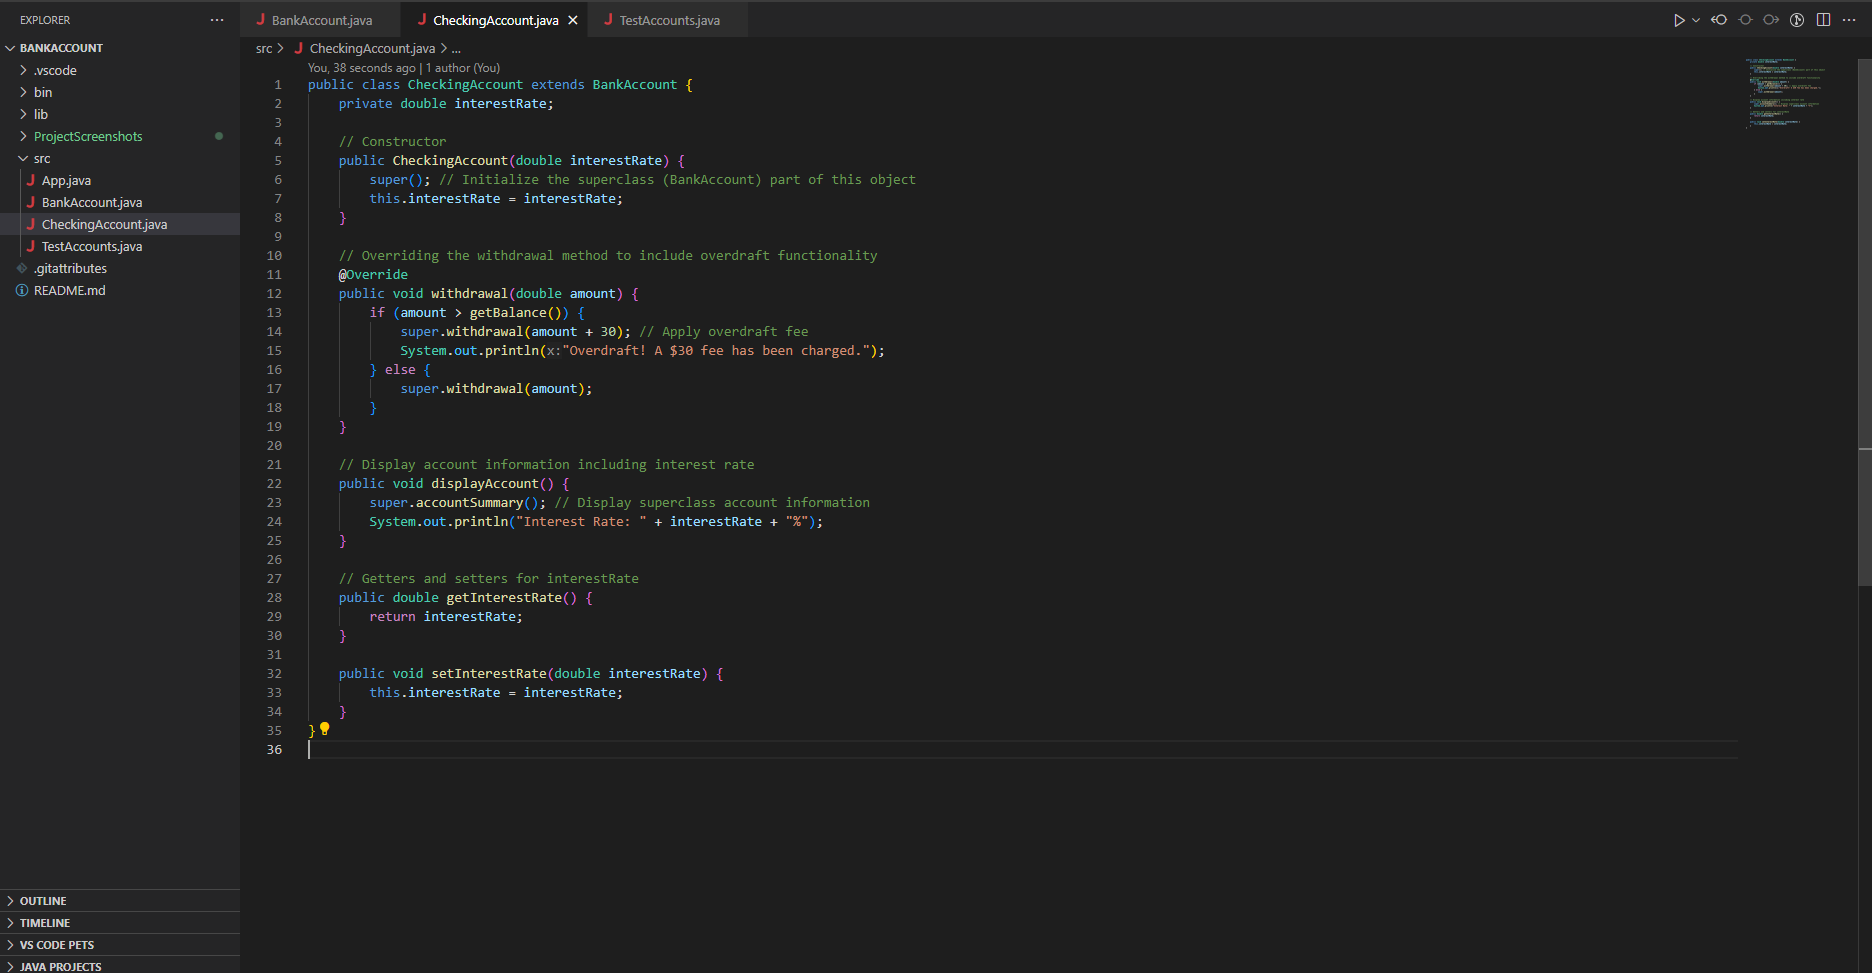 EXPLORER
BANKACCOUNT
.vscode
bin
lib
ProjectScreenshots
src
App.java
BankAccount.java
CheckingAccount.java
TestAccounts.java
.gitattributes
README.md
OUTLINE
TIMELINE
VS CODE PETS
JAVA PROJECTS
BankAccount.java CheckingAccount.java TestAccounts.java
src > CheckingAccount.java > ...
You, 38 seconds ago | 1 author (You)
1 public class CheckingAccount extends BankAccount {
2 private double interestRate;
3
4 // Constructor
5 public CheckingAccount(double interestRate) {
6 super(); // Initialize the superclass (BankAccount) part of this object
7 this.interestRate = interestRate;
8 }
9
10 // Overriding the withdrawal method to include overdraft functionality
11 @Override
12 public void withdrawal(double amount) {
13 if (amount > getBalance()) {
14 super.withdrawal(amount + 30); // Apply overdraft fee
15 System.out.println(x:"Overdraft! A $30 fee has been charged.");
16 } else {
17 super.withdrawal(amount);
18 }
19 }
20
21 // Display account information including interest rate
22 public void displayAccount() {
23 super.accountSummary(); // Display superclass account information
24 System.out.println("Interest Rate: " + interestRate + "%");
25 }
26
27 // Getters and setters for interestRate
28 public double getInterestRate() {
29 return interestRate;
30 }
31
32 public void setInterestRate(double interestRate) {
33 this.interestRate = interestRate;
34 }
35 }
36